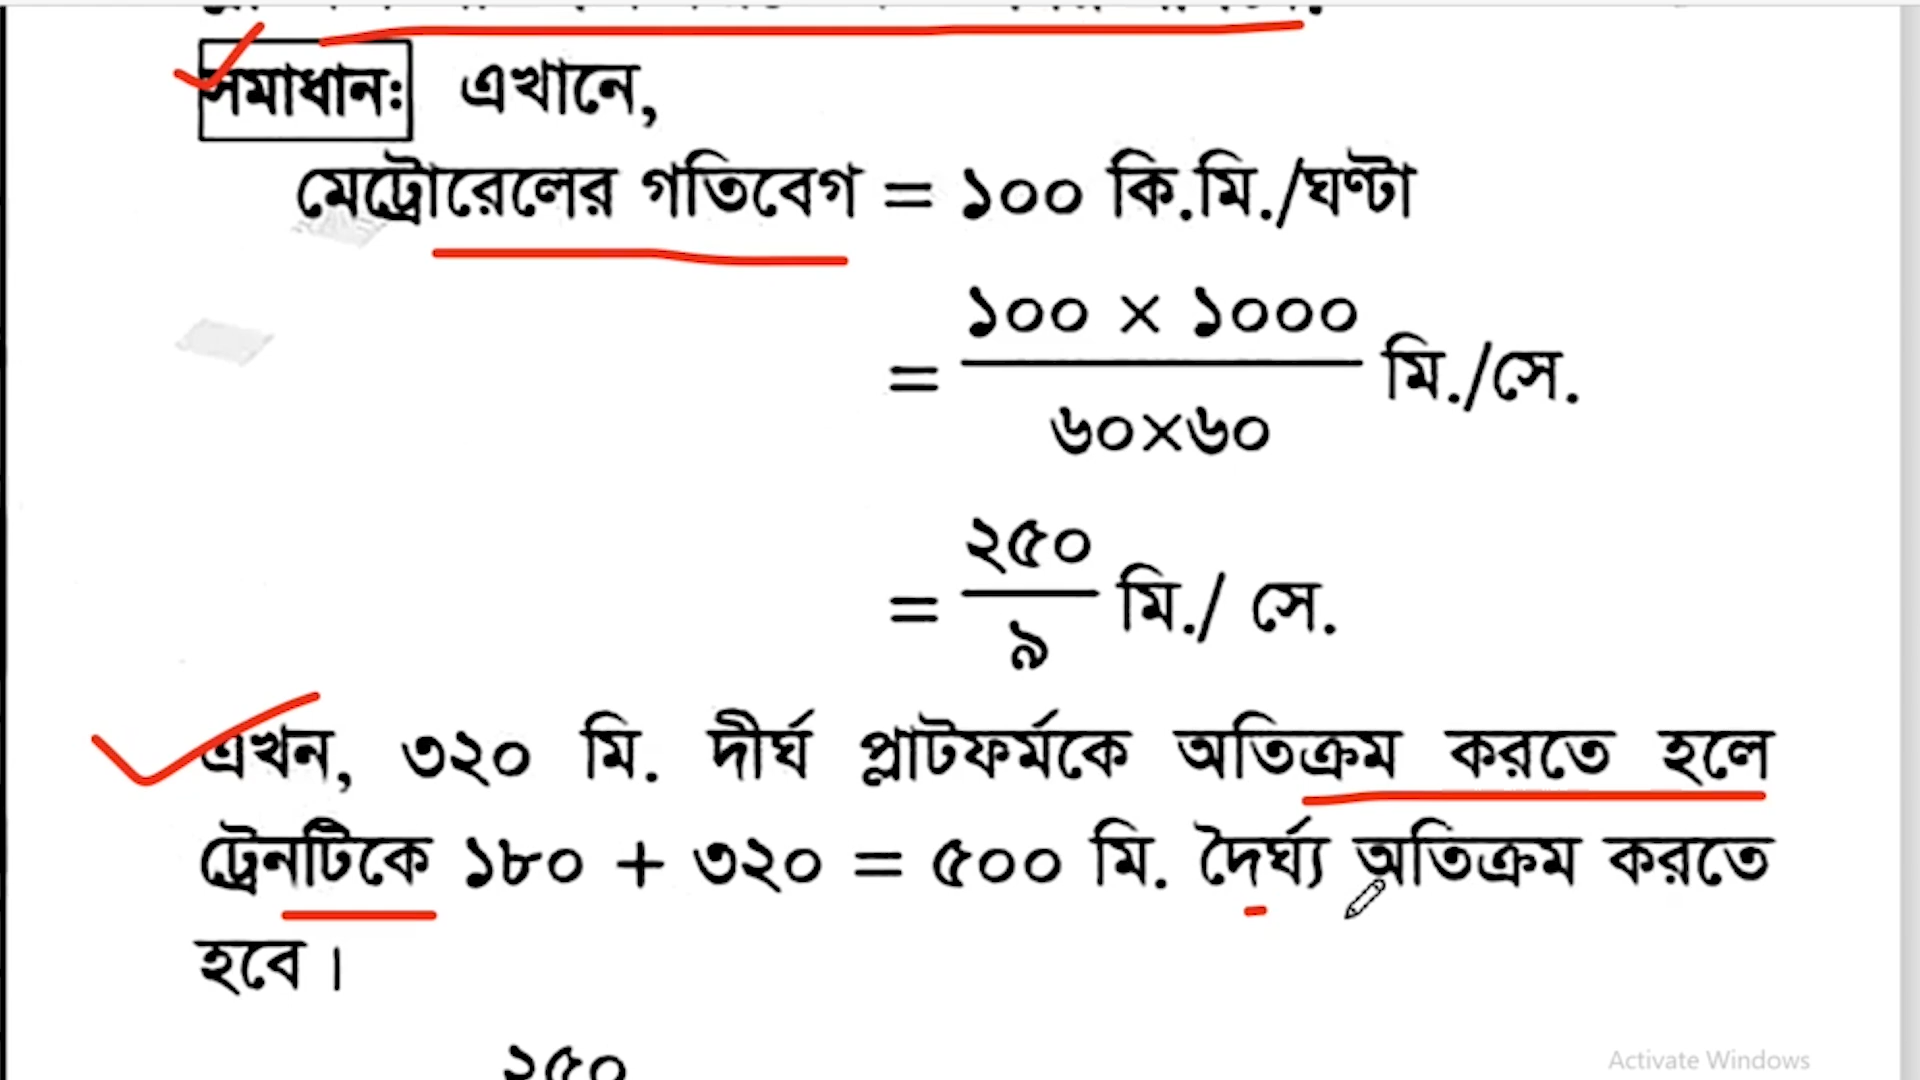 সমাধানঃ এখানে,
মেট্রোরেলের গতিবেগ = ১০০ কি.মি./ঘণ্টা
= ১০০ × ১০০০
৬০×৬০ মি./সে.
= ২৫০
৯ মি./ সে.
এখন, ৩২০ মি. দীর্ঘ প্লাটফর্মকে অতিক্রম করতে হলে
ট্রেনটিকে ১৮০ + ৩২০ = ৫০০ মি. দৈর্ঘ্য অতিক্রম করতে
হবে।
২৫০
Activate Windows